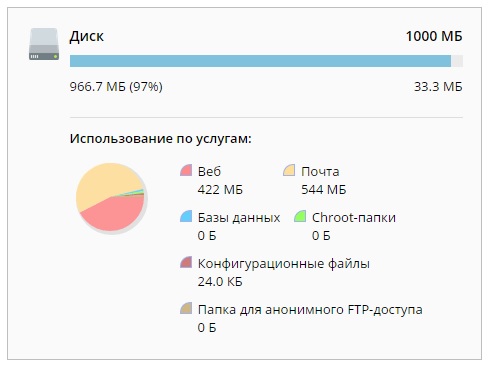 Диск 1000 МБ
966.7 МБ (97%) 33.3 МБ
Использование по услугам:
Веб Почта
422 МБ 544 МБ
Базы данных Chroot-папки
0 Б 0 Б
Конфигурационные файлы
24.0 КБ
Папка для анонимного FTP-доступа
0 Б